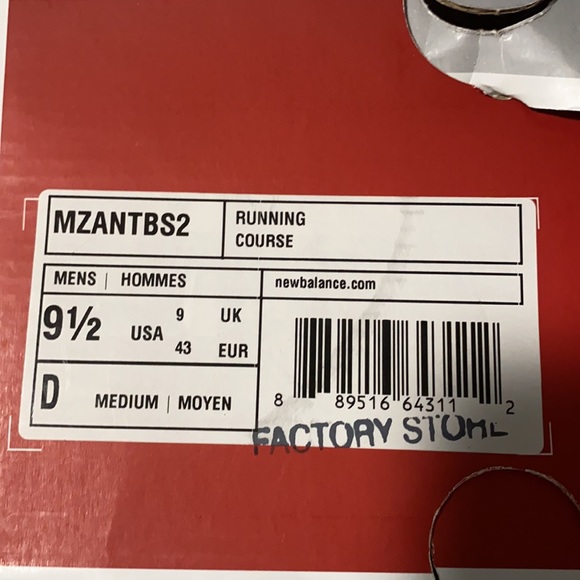 MZANTBS2
RUNNING
COURSE
MENS | HOMMES
newbalance.com
9½ USA 9 UK
43 EUR
D MEDIUM | MOYEN
8 89516 64311 2
FACTORY STORE